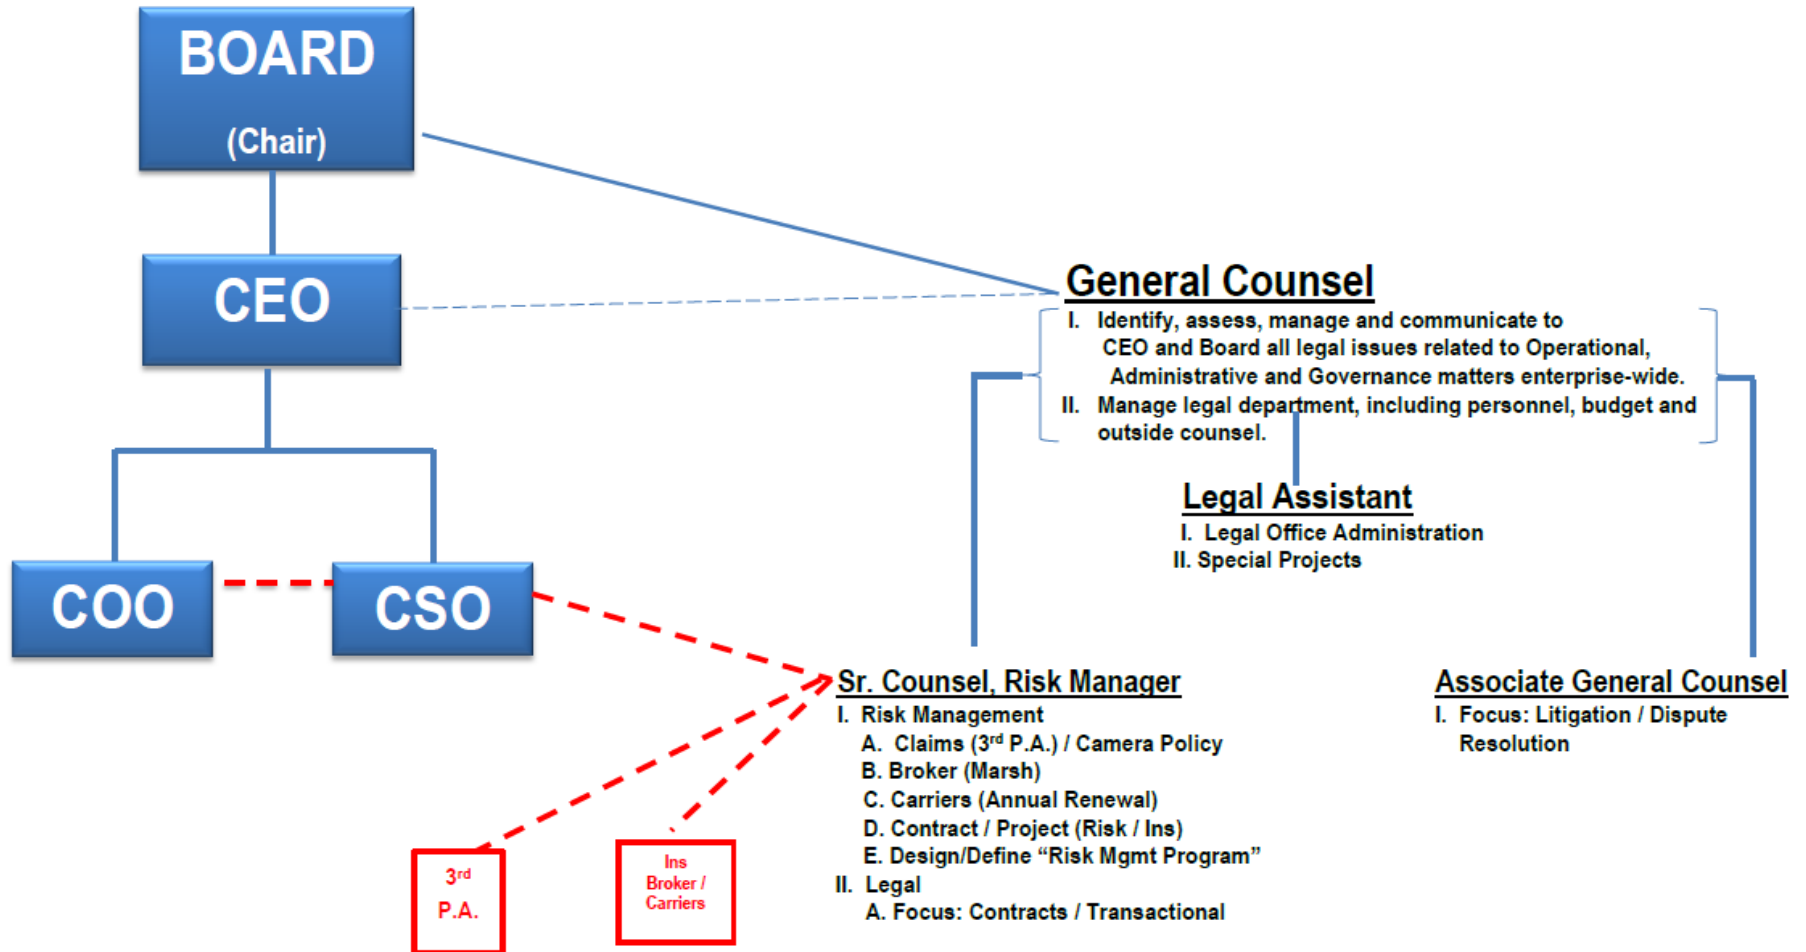 BOARD
(Chair)
CEO
COO
CSO
General Counsel
I. Identify, assess, manage and communicate to
CEO and Board all legal issues related to Operational,
Administrative and Governance matters enterprise-wide.
II. Manage legal department, including personnel, budget and
outside counsel.
Legal Assistant
I. Legal Office Administration
II. Special Projects
Sr. Counsel, Risk Manager
I. Risk Management
A. Claims (3rd P.A.) / Camera Policy
B. Broker (Marsh)
C. Carriers (Annual Renewal)
D. Contract / Project (Risk / Ins)
E. Design/Define “Risk Mgmt Program”
II. Legal
A. Focus: Contracts / Transactional
Associate General Counsel
I. Focus: Litigation / Dispute
Resolution
3rd
P.A.
Ins
Broker /
Carriers